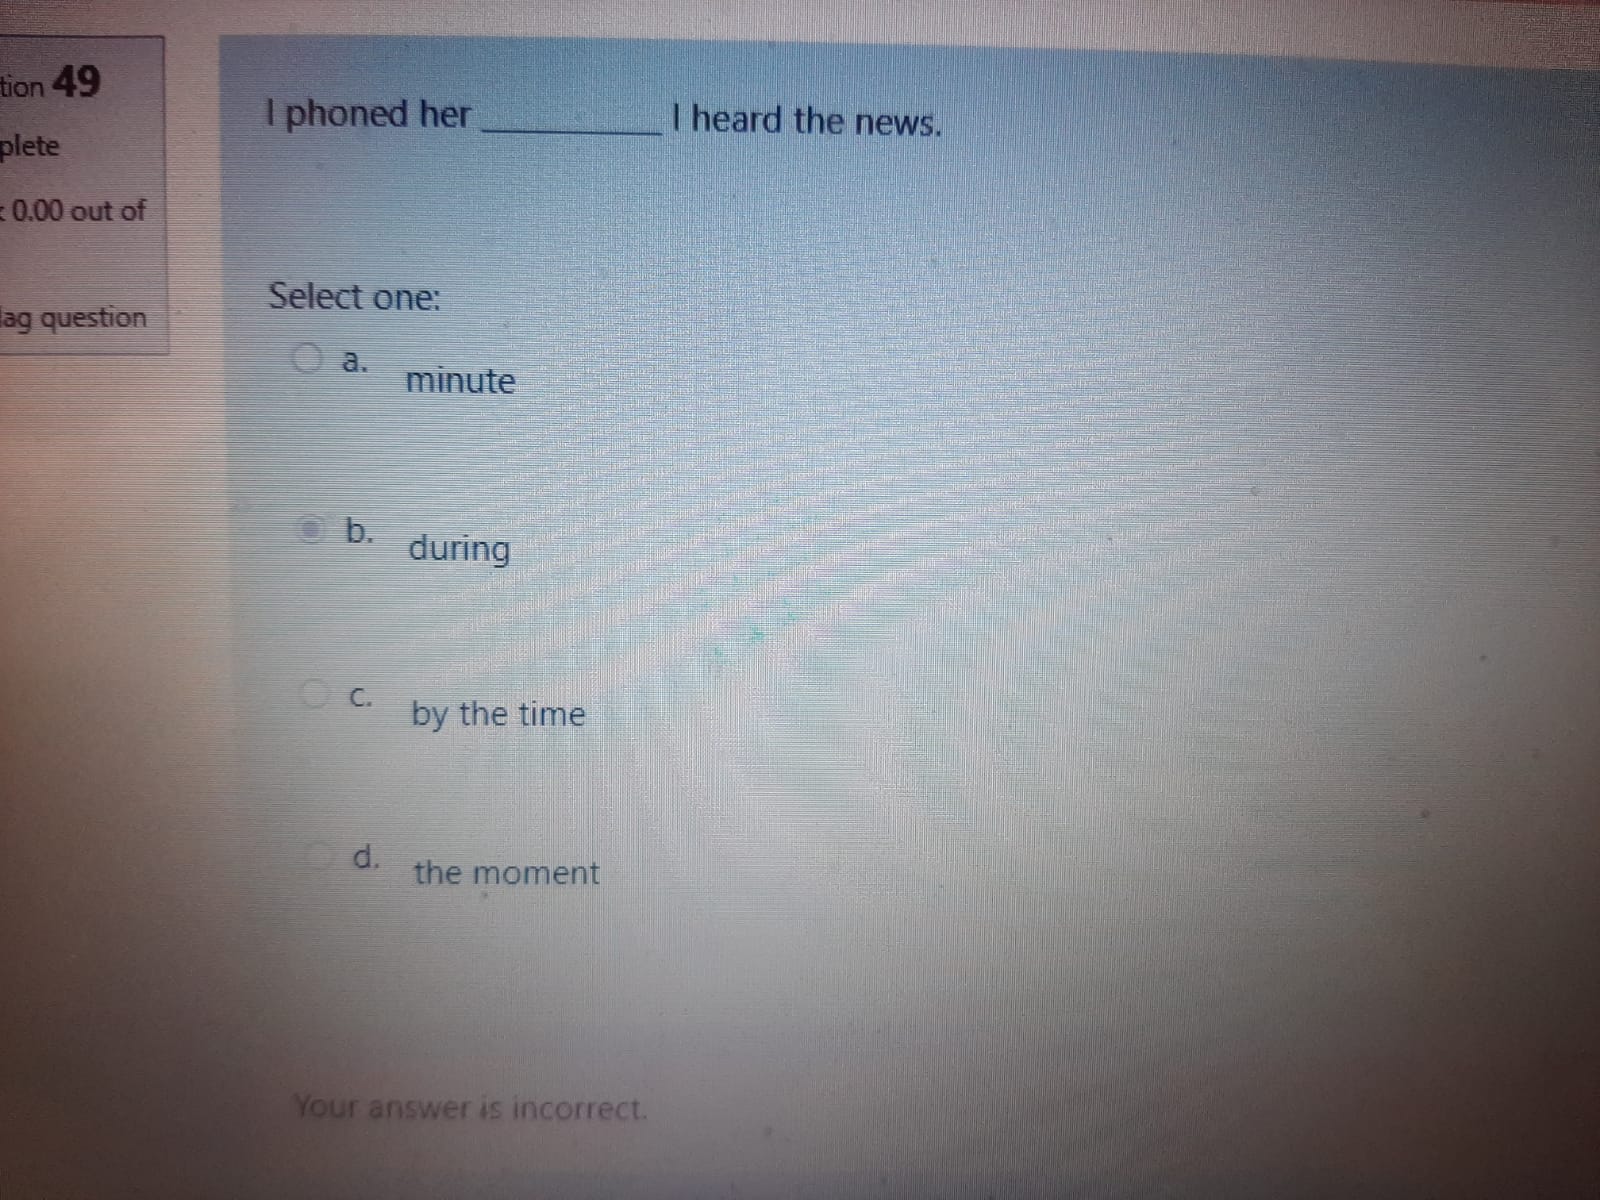 tion 49
plete
0.00 out of
ag question
I phoned her __________ I heard the news.
Select one:
a. minute
b. during
c. by the time
d. the moment
Your answer is incorrect.